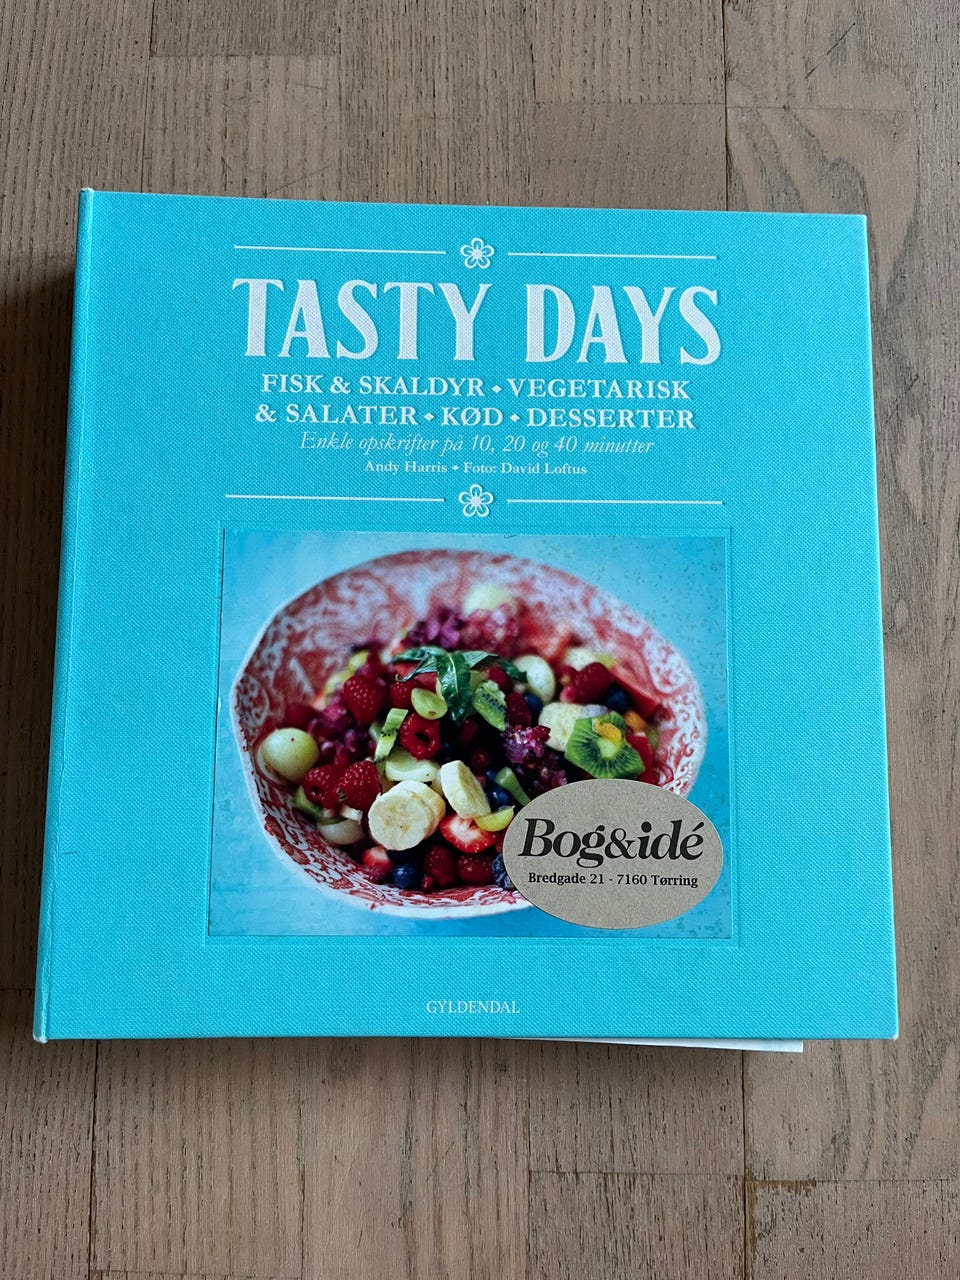 TASTY DAYS
FISK & SKALDYR • VEGETARISK
& SALATER • KØD • DESSERTER
Enkle opskrifter på 10, 20 og 40 minutter
Andy Harris • Foto: David Loftus
Bog&idé
Bredgade 21 - 7160 Tørring
GYLDENDAL